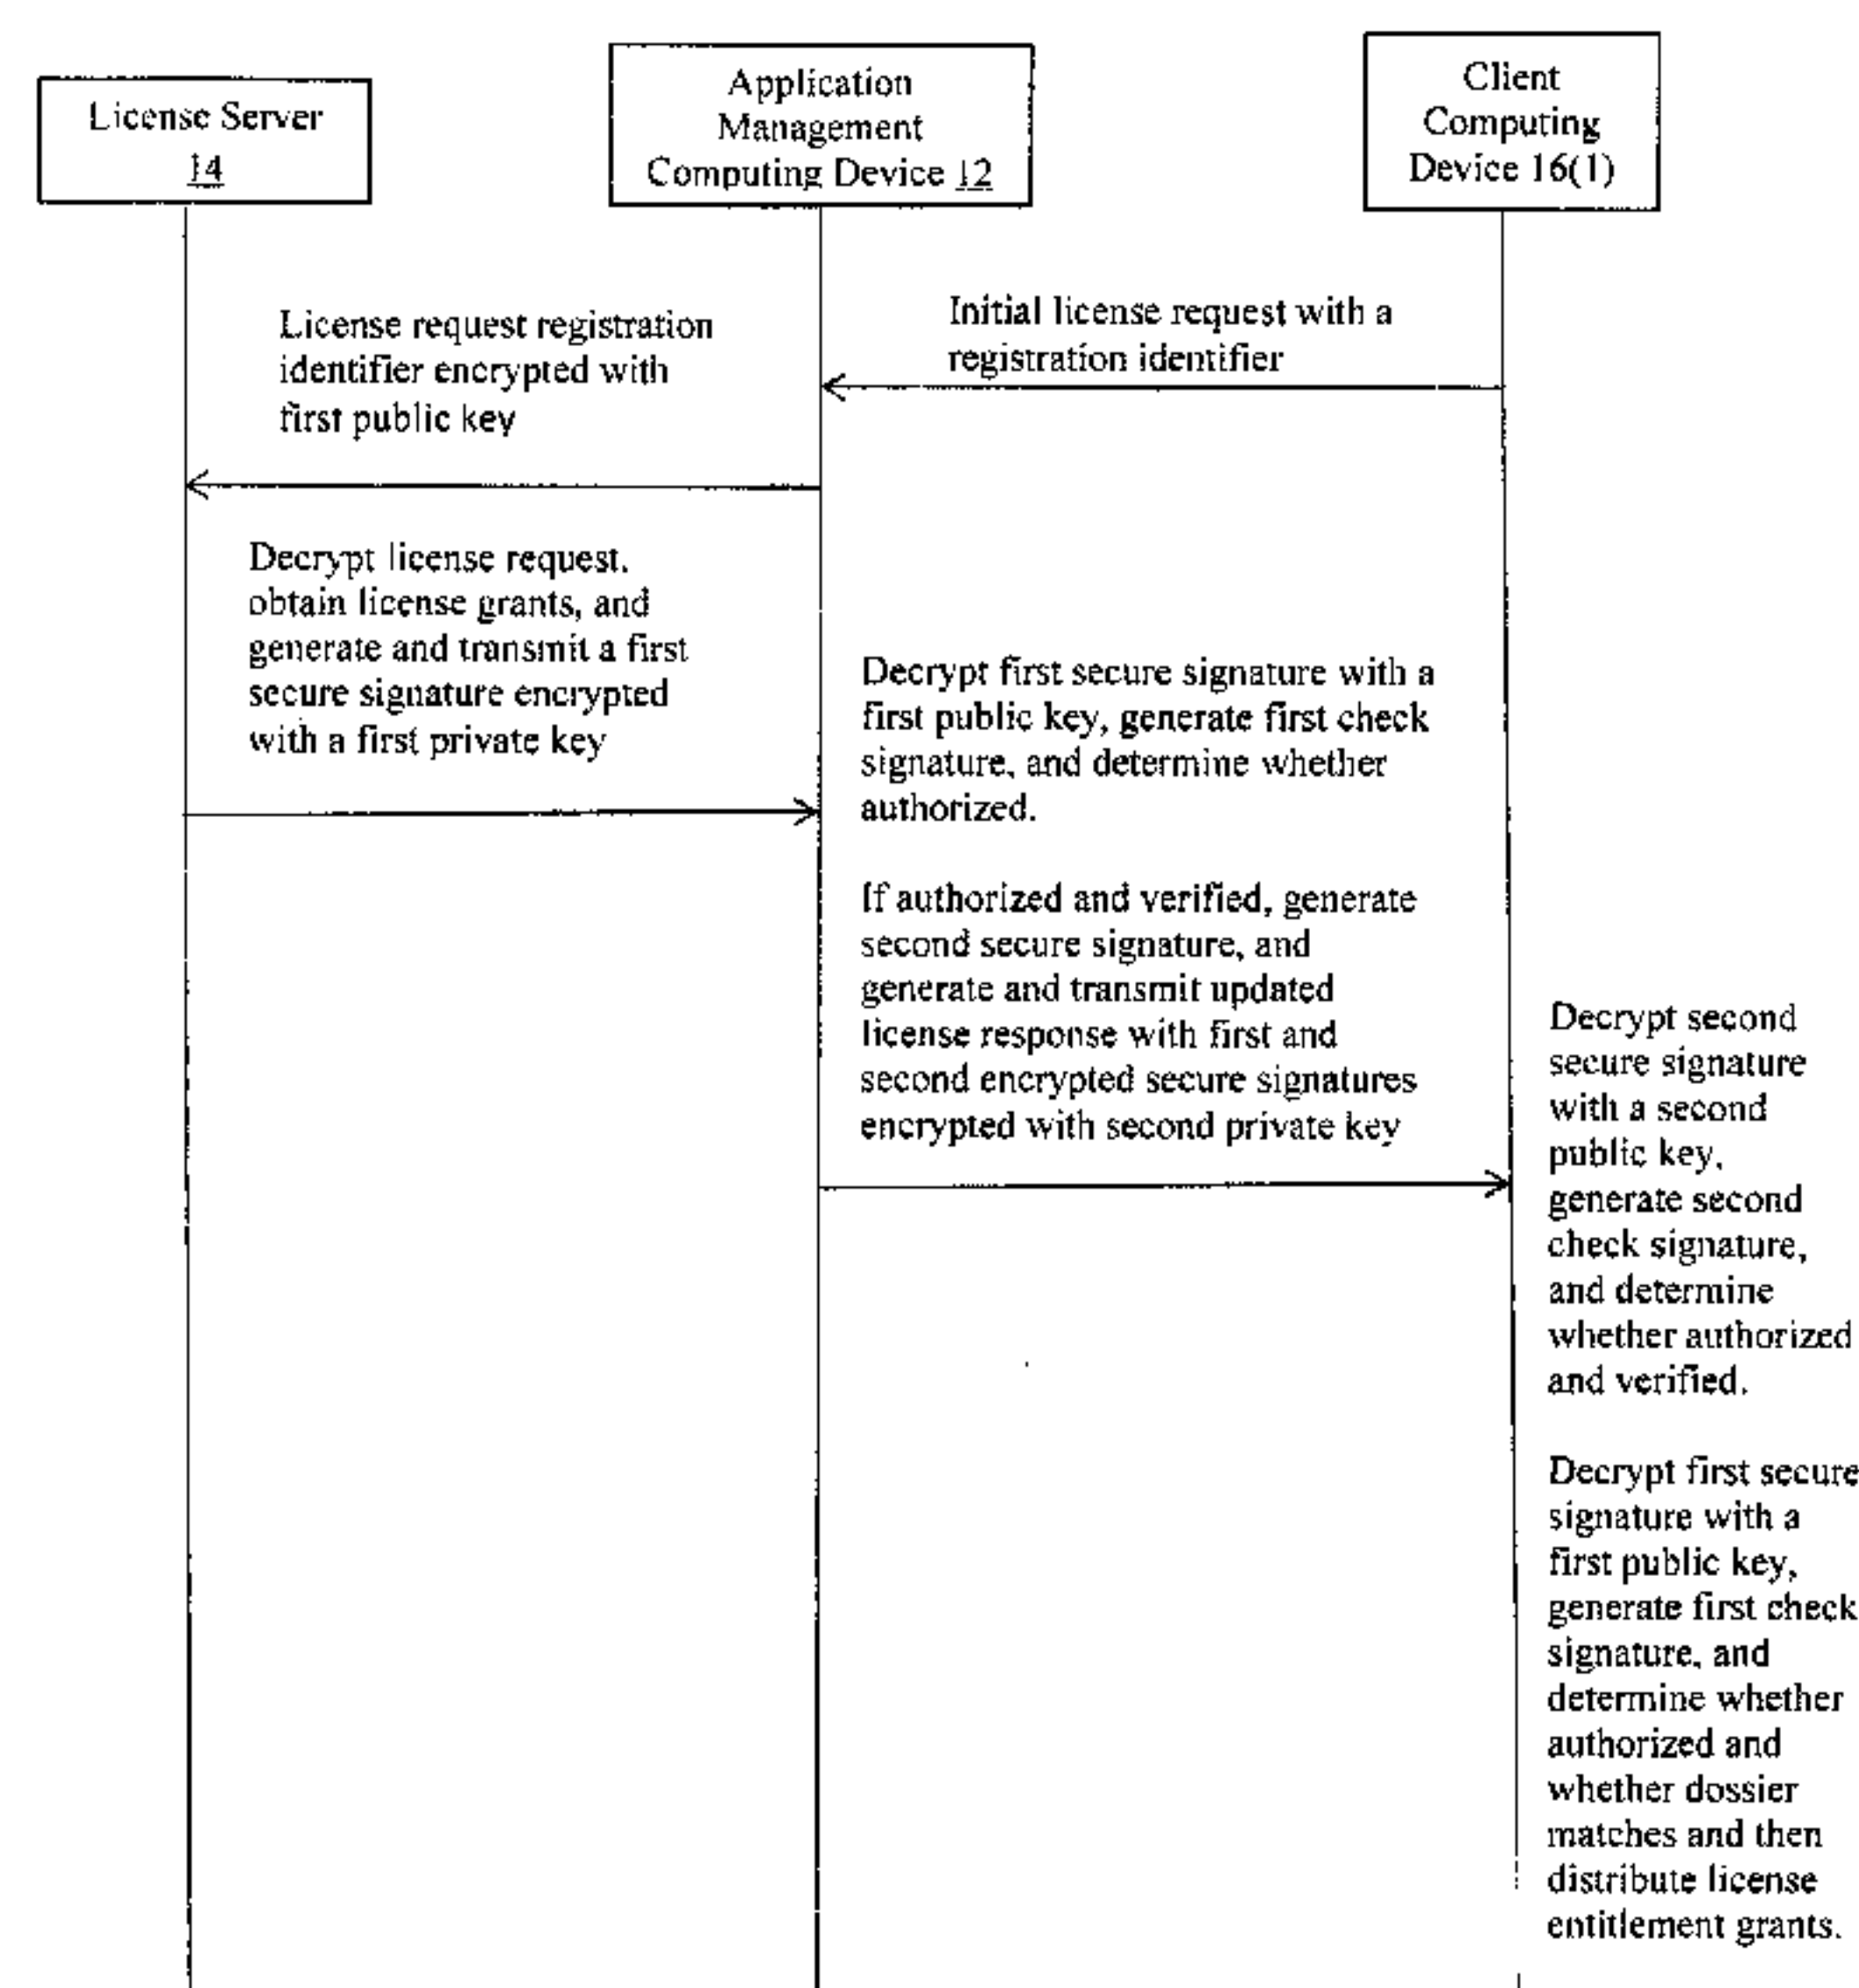 License Server
14
Application
Management
Computing Device 12
Client
Computing
Device 16(1)
License request registration
identifier encrypted with
first public key
Initial license request with a
registration identifier
Decrypt license request,
obtain license grants, and
generate and transmit a first
secure signature encrypted
with a first private key
Decrypt first secure signature with a
first public key, generate first check
signature, and determine whether
authorized.
If authorized and verified, generate
second secure signature, and
generate and transmit updated
license response with first and
second encrypted secure signatures
encrypted with second private key
Decrypt second
secure signature
with a second
public key,
generate second
check signature,
and determine
whether authorized
and verified.
Decrypt first secure
signature with a
first public key,
generate first check
signature, and
determine whether
authorized and
whether dossier
matches and then
distribute license
entitlement grants.